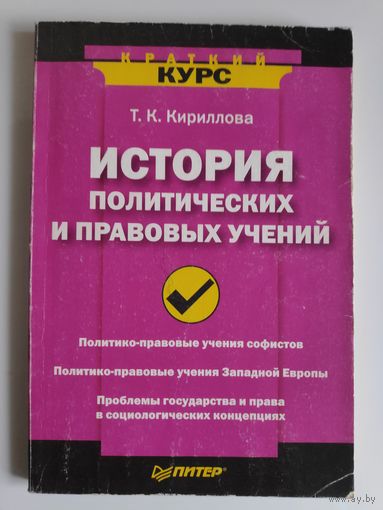 КРАТКИЙ
КУРС
Т. К. Кириллова
ИСТОРИЯ
ПОЛИТИЧЕСКИХ
И ПРАВОВЫХ УЧЕНИЙ
Политико-правовые учения софистов
Политико-правовые учения Западной Европы
Проблемы государства и права
в социологических концепциях
ПИТЕР®
www.ay.by